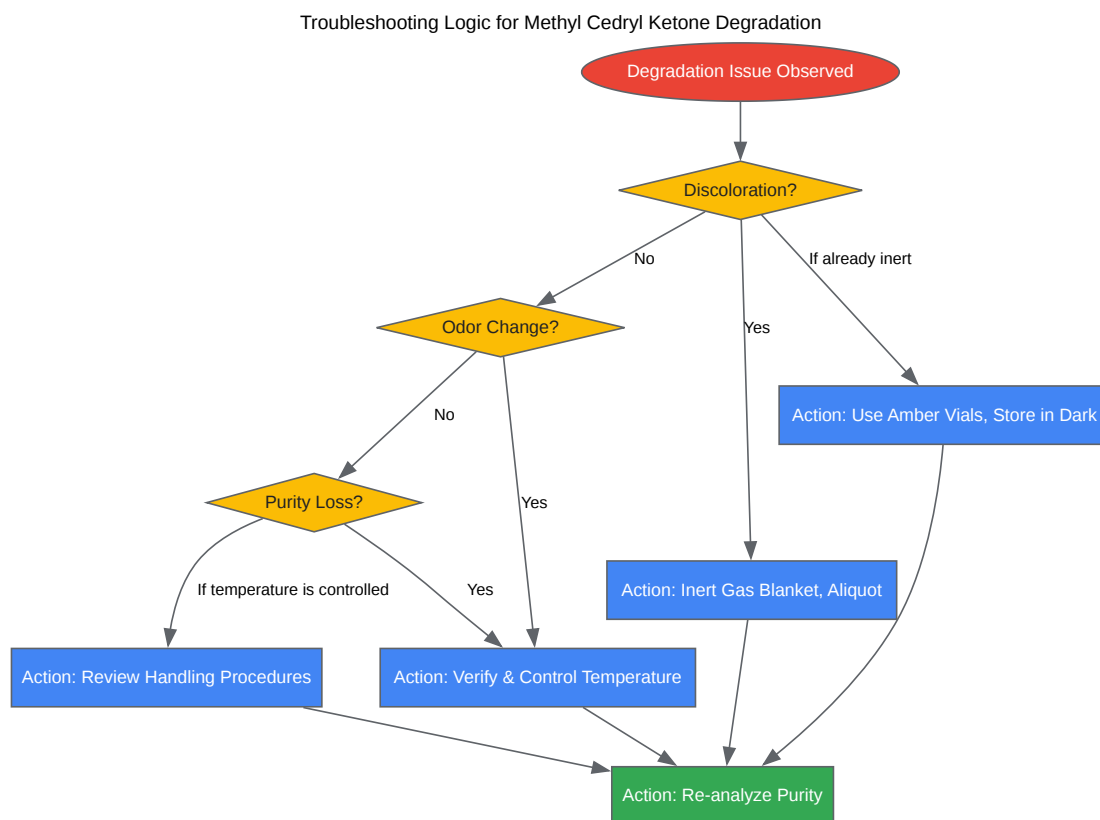 Troubleshooting Logic for Methyl Cedryl Ketone Degradation
Degradation Issue Observed
Discoloration?
No
If already inert
Odor Change?
Yes
Action: Use Amber Vials, Store in Dark
No
Purity Loss?
Yes
If temperature is controlled
Yes
Action: Inert Gas Blanket, Aliquot
Action: Review Handling Procedures
Action: Verify & Control Temperature
Action: Re-analyze Purity